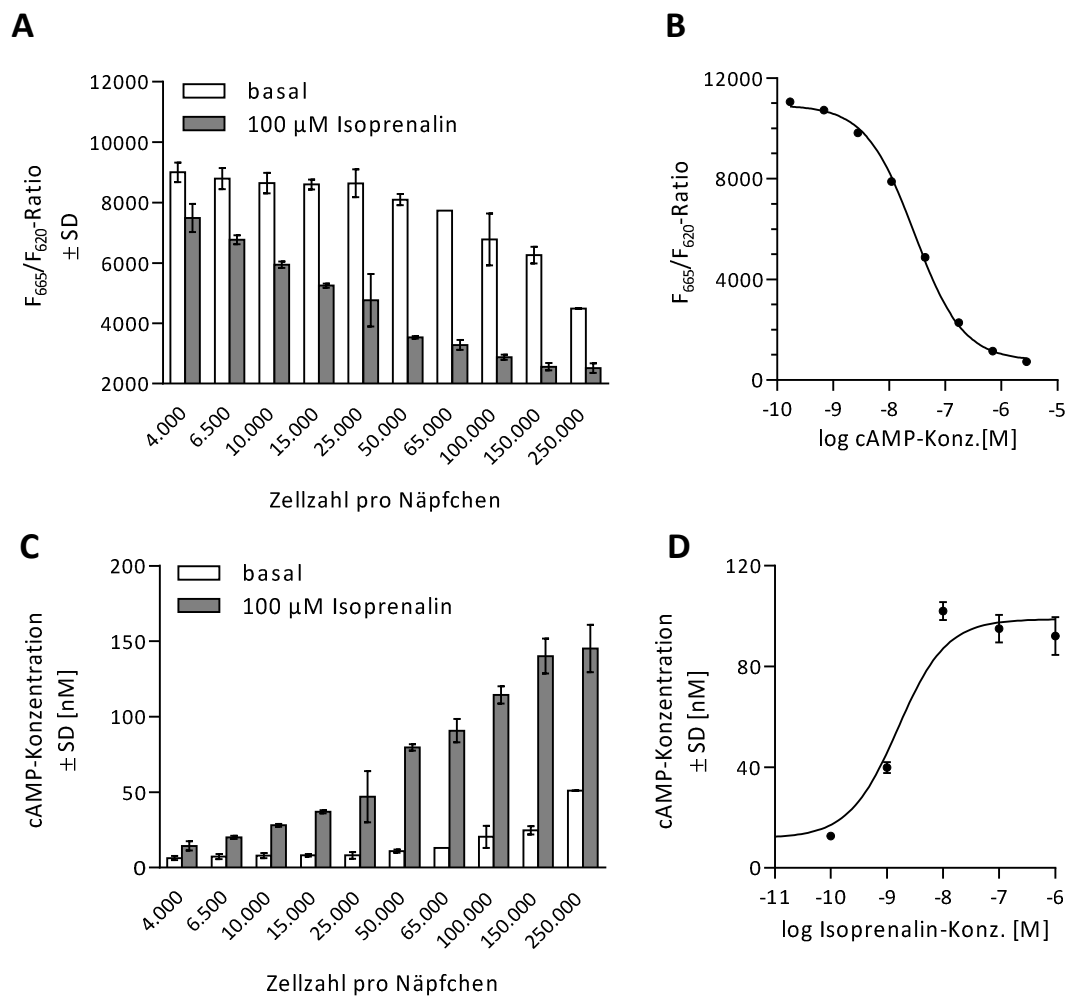 A
12000
10000
8000
6000
4000
2000
F665/F620-Ratio
± SD
basal
100 µM Isoprenalin
4.000
6.500
10.000
15.000
25.000
50.000
65.000
100.000
150.000
250.000
Zellzahl pro Näpfchen
B
12000
8000
4000
0
F665/F620-Ratio
-10 -9 -8 -7 -6 -5
log cAMP-Konz.[M]
C
200
150
100
50
0
cAMP-Konzentration
± SD [nM]
basal
100 µM Isoprenalin
4.000
6.500
10.000
15.000
25.000
50.000
65.000
100.000
150.000
250.000
Zellzahl pro Näpfchen
D
120
80
40
0
cAMP-Konzentration
± SD [nM]
-11 -10 -9 -8 -7 -6
log Isoprenalin-Konz. [M]